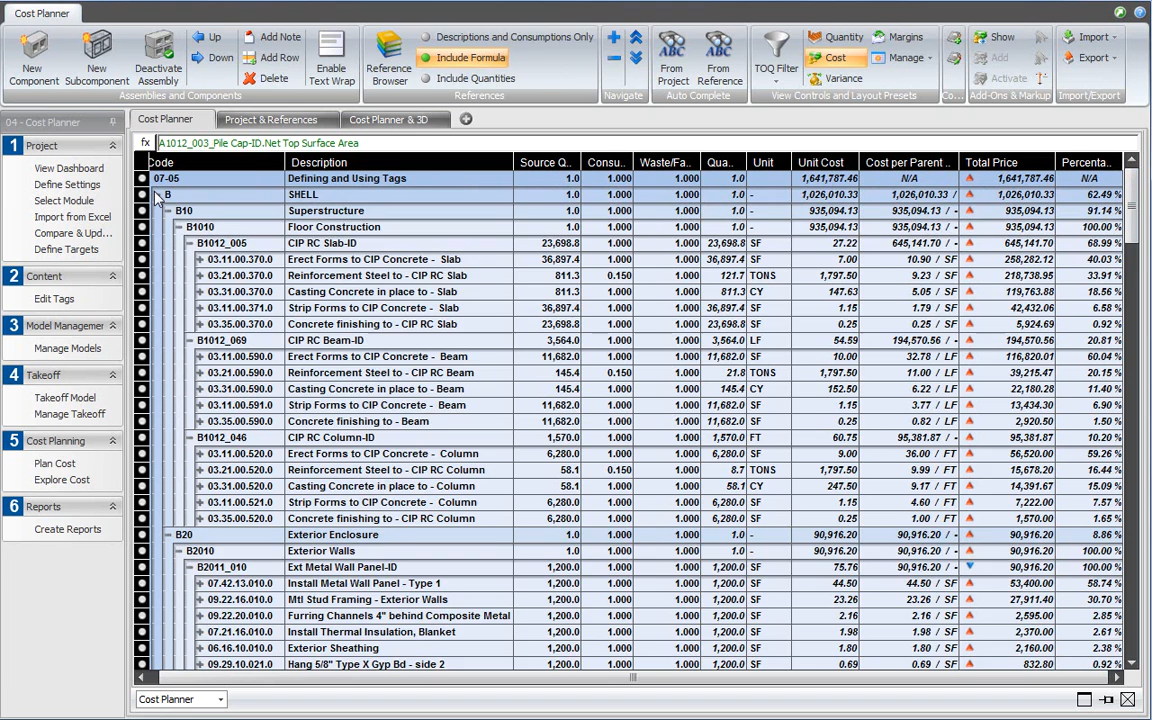 Cost Planner
New Component
New Subcomponent
Deactivate Assembly
Up
Down
Add Note
Add Row
Delete
Enable Text Wrap
Assemblies and Components
Reference Browser
Descriptions and Consumptions Only
Include Formula
Include Quantities
References
Navigate
ABC From Project
ABC From Reference
Auto Complete
TOQ Filter
Quantity
Cost
Variance
Margins
Manage
View Controls and Layout Presets
Co...
Show
Add
Activate
Add-Ons & Markup
Import
Export
Import/Export
04 - Cost Planner
1 Project
View Dashboard
Define Settings
Select Module
Import from Excel
Compare & Upd...
Define Targets
2 Content
Edit Tags
3 Model Managemer
Manage Models
4 Takeoff
Takeoff Model
Manage Takeoff
5 Cost Planning
Plan Cost
Explore Cost
6 Reports
Create Reports
Cost Planner Project & References Cost Planner & 3D
fx A1012_003_Pile Cap-ID.Net Top Surface Area
Code Description Source Q.. Consu.. Waste/Fa.. Qua.. Unit Unit Cost Cost per Parent .. Total Price Percenta..
07-05 Defining and Using Tags 1.0 1.000 1.000 1.0 - 1,641,787.46 N/A 1,641,787.46 N/A
B SHELL 1.0 1.000 1.000 1.0 - 1,026,010.33 1,026,010.33 / 1,026,010.33 62.49 %
B10 Superstructure 1.0 1.000 1.000 1.0 - 935,094.13 935,094.13 / - 935,094.13 91.14 %
B1010 Floor Construction 1.0 1.000 1.000 1.0 - 935,094.13 935,094.13 / - 935,094.13 100.00 %
B1012_005 CIP RC Slab-ID 23,698.8 1.000 1.000 23,698.8 SF 27.22 645,141.70 / - 645,141.70 68.99 %
03.11.00.370.0 Erect Forms to CIP Concrete - Slab 36,897.4 1.000 1.000 36,897.4 SF 7.00 10.90 / SF 258,282.12 40.03 %
03.21.00.370.0 Reinforcement Steel to - CIP RC Slab 811.3 0.150 1.000 121.7 TONS 1,797.50 9.23 / SF 218,738.95 33.91 %
03.31.00.370.0 Casting Concrete in place to - Slab 811.3 1.000 1.000 811.3 CY 147.63 5.05 / SF 119,763.88 18.56 %
03.11.00.371.0 Strip Forms to CIP Concrete - Slab 36,897.4 1.000 1.000 36,897.4 SF 1.15 1.79 / SF 42,432.06 6.58 %
03.35.00.370.0 Concrete finishing to - CIP RC Slab 23,698.8 1.000 1.000 23,698.8 SF 0.25 0.25 / SF 5,924.69 0.92 %
B1012_069 CIP RC Beam-ID 3,564.0 1.000 1.000 3,564.0 LF 54.59 194,570.56 / - 194,570.56 20.81 %
03.11.00.590.0 Erect Forms to CIP Concrete - Beam 11,682.0 1.000 1.000 11,682.0 SF 10.00 32.78 / LF 116,820.01 60.04 %
03.21.00.590.0 Reinforcement Steel to - CIP RC Beam 145.4 0.150 1.000 21.8 TONS 1,797.50 11.00 / LF 39,215.47 20.15 %
03.31.00.590.0 Casting Concrete in place to - Beam 145.4 1.000 1.000 145.4 CY 152.50 6.22 / LF 22,180.28 11.40 %
03.11.00.591.0 Strip Forms to CIP Concrete - Beam 11,682.0 1.000 1.000 11,682.0 SF 1.15 3.77 / LF 13,434.30 6.90 %
03.35.00.590.0 Concrete finishing to - Beam 11,682.0 1.000 1.000 11,682.0 SF 0.25 0.82 / LF 2,920.50 1.50 %
B1012_046 CIP RC Column-ID 1,570.0 1.000 1.000 1,570.0 FT 60.75 95,381.87 / - 95,381.87 10.20 %
03.11.00.520.0 Erect Forms to CIP Concrete - Column 6,280.0 1.000 1.000 6,280.0 SF 9.00 36.00 / FT 56,520.00 59.26 %
03.21.00.520.0 Reinforcement Steel to - CIP RC Column 58.1 0.150 1.000 8.7 TONS 1,797.50 9.99 / FT 15,678.20 16.44 %
03.31.00.520.0 Casting Concrete in place to - Column 58.1 1.000 1.000 58.1 CY 247.50 9.17 / FT 14,391.67 15.09 %
03.11.00.521.0 Strip Forms to CIP Concrete - Column 6,280.0 1.000 1.000 6,280.0 SF 1.15 4.60 / FT 7,222.00 7.57 %
03.35.00.520.0 Concrete finishing to - CIP RC Column 6,280.0 1.000 1.000 6,280.0 SF 0.25 1.00 / FT 1,570.00 1.65 %
B20 Exterior Enclosure 1.0 1.000 1.000 1.0 - 90,916.20 90,916.20 / - 90,916.20 8.86 %
B2010 Exterior Walls 1.0 1.000 1.000 1.0 - 90,916.20 90,916.20 / - 90,916.20 100.00 %
B2011_010 Ext Metal Wall Panel-ID 1,200.0 1.000 1.000 1,200.0 SF 75.76 90,916.20 / - 90,916.20 100.00 %
07.42.13.010.0 Install Metal Wall Panel - Type 1 1,200.0 1.000 1.000 1,200.0 SF 44.50 44.50 / SF 53,400.00 58.74 %
09.22.16.010.0 Mtl Stud Framing - Exterior Walls 1,200.0 1.000 1.000 1,200.0 SF 23.26 23.26 / SF 27,911.40 30.70 %
09.22.20.010.0 Furring Channels 4" behind Composite Metal 1,200.0 1.000 1.000 1,200.0 SF 2.16 2.16 / SF 2,595.00 2.85 %
07.21.16.010.0 Install Thermal Insulation, Blanket 1,200.0 1.000 1.000 1,200.0 SF 1.98 1.98 / SF 2,370.00 2.61 %
06.16.10.010.0 Exterior Sheathing 1,200.0 1.000 1.000 1,200.0 SF 1.80 1.80 / SF 2,160.00 2.38 %
09.29.10.021.0 Hang 5/8" Type X Gyp Bd - side 2 1,200.0 1.000 1.000 1,200.0 SF 0.69 0.69 / SF 832.80 0.92 %
Cost Planner